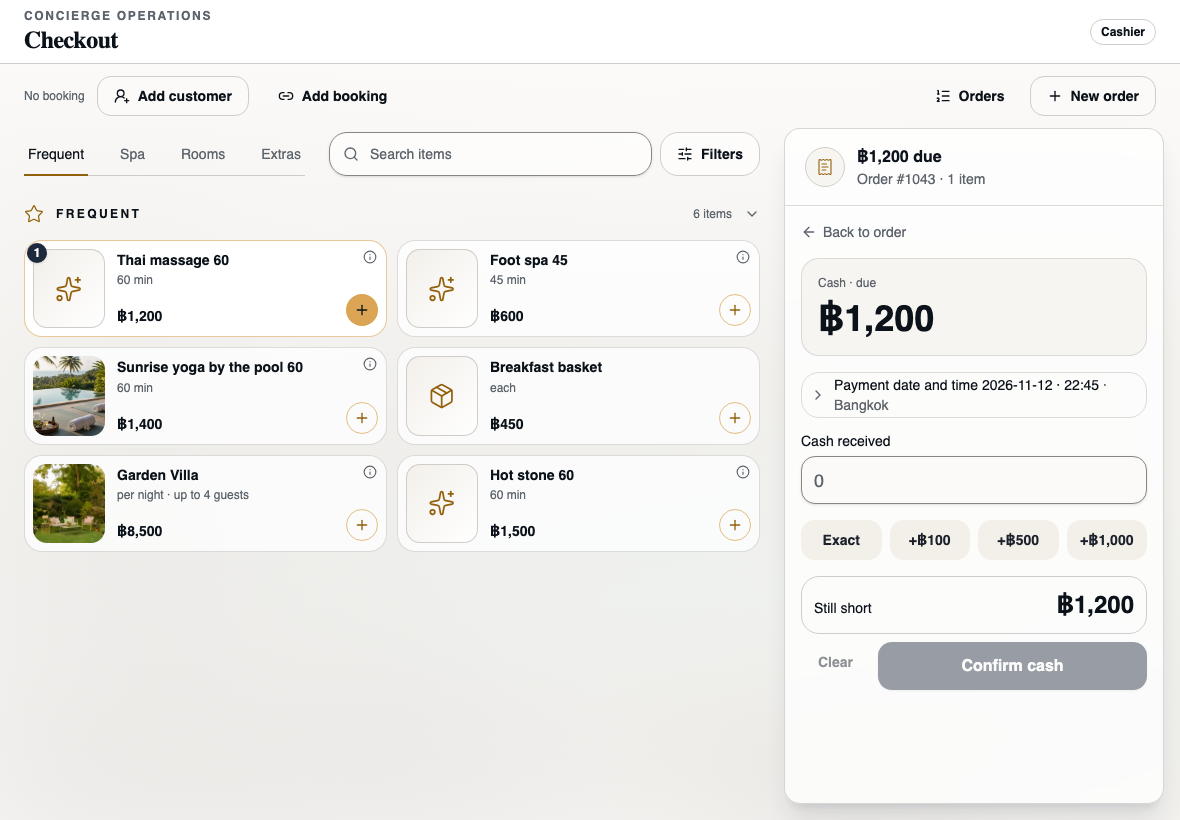 CONCIERGE OPERATIONS
Checkout
Cashier
No booking
Add customer
Add booking
Orders
New order
Frequent
Spa
Rooms
Extras
Search items
Filters
FREQUENT
6 items
1
Thai massage 60
60 min
฿1,200
Foot spa 45
45 min
฿600
Sunrise yoga by the pool 60
60 min
฿1,400
Breakfast basket
each
฿450
Garden Villa
per night · up to 4 guests
฿8,500
Hot stone 60
60 min
฿1,500
฿1,200 due
Order #1043 · 1 item
Back to order
Cash · due
฿1,200
Payment date and time 2026-11-12 · 22:45 ·
Bangkok
Cash received
0
Exact
+฿100
+฿500
+฿1,000
Still short
฿1,200
Clear
Confirm cash